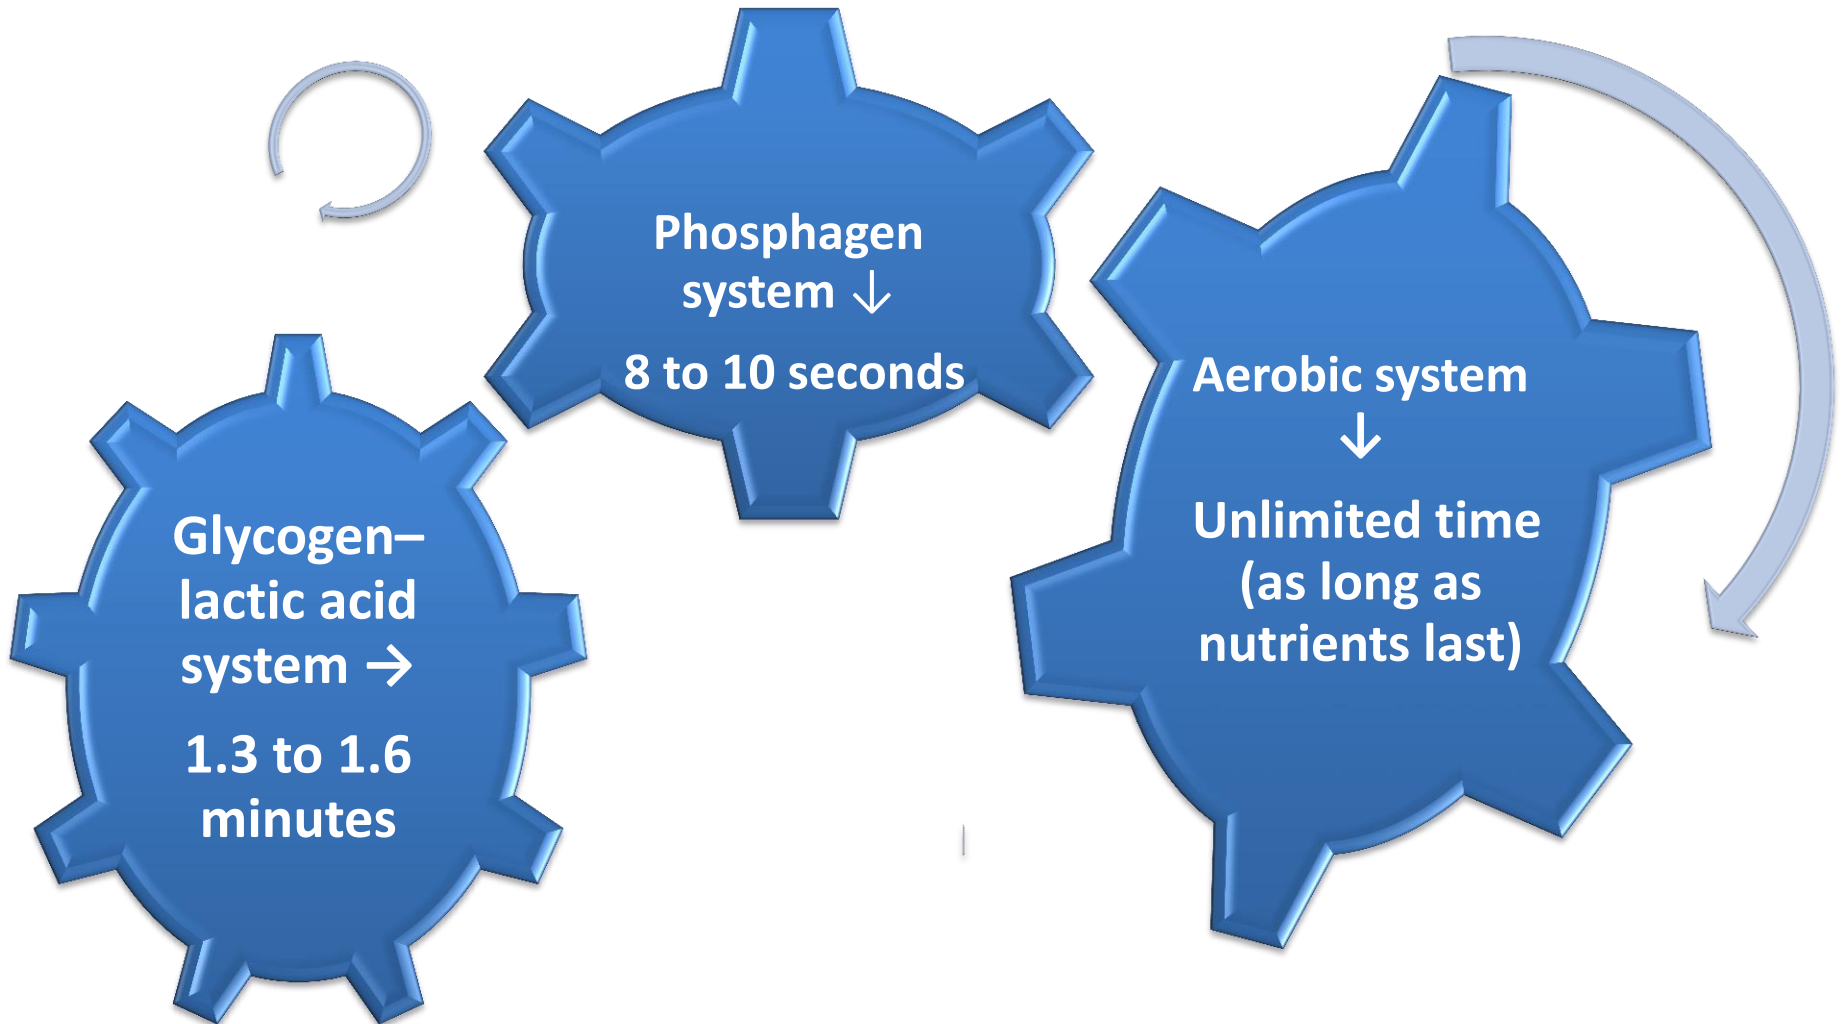 Phosphagen
system ↓
8 to 10 seconds
Glycogen–
lactic acid
system →
1.3 to 1.6
minutes
Aerobic system
↓
Unlimited time
(as long as
nutrients last)